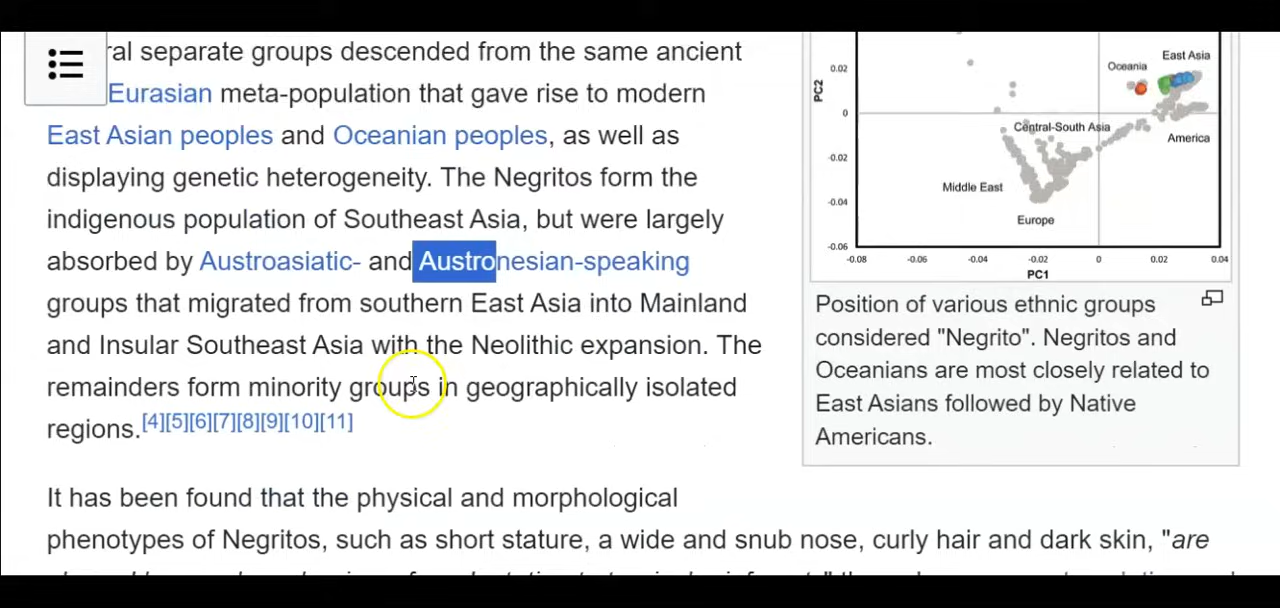 ral separate groups descended from the same ancient
Eurasian meta-population that gave rise to modern
East Asian peoples and Oceanian peoples, as well as
displaying genetic heterogeneity. The Negritos form the
indigenous population of Southeast Asia, but were largely
absorbed by Austroasiatic- and Austronesian-speaking
groups that migrated from southern East Asia into Mainland
and Insular Southeast Asia with the Neolithic expansion. The
remainders form minority groups in geographically isolated
regions.[4][5][6][7][8][9][10][11]
It has been found that the physical and morphological
phenotypes of Negritos, such as short stature, a wide and snub nose, curly hair and dark skin, "are
PC2
0.02
0
-0.02
-0.04
-0.06
East Asia
Oceania
Central-South Asia
America
Middle East
Europe
-0.08
-0.06
-0.04
-0.02
0
0.02
0.04
PC1
Position of various ethnic groups
considered "Negrito". Negritos and
Oceanians are most closely related to
East Asians followed by Native
Americans.